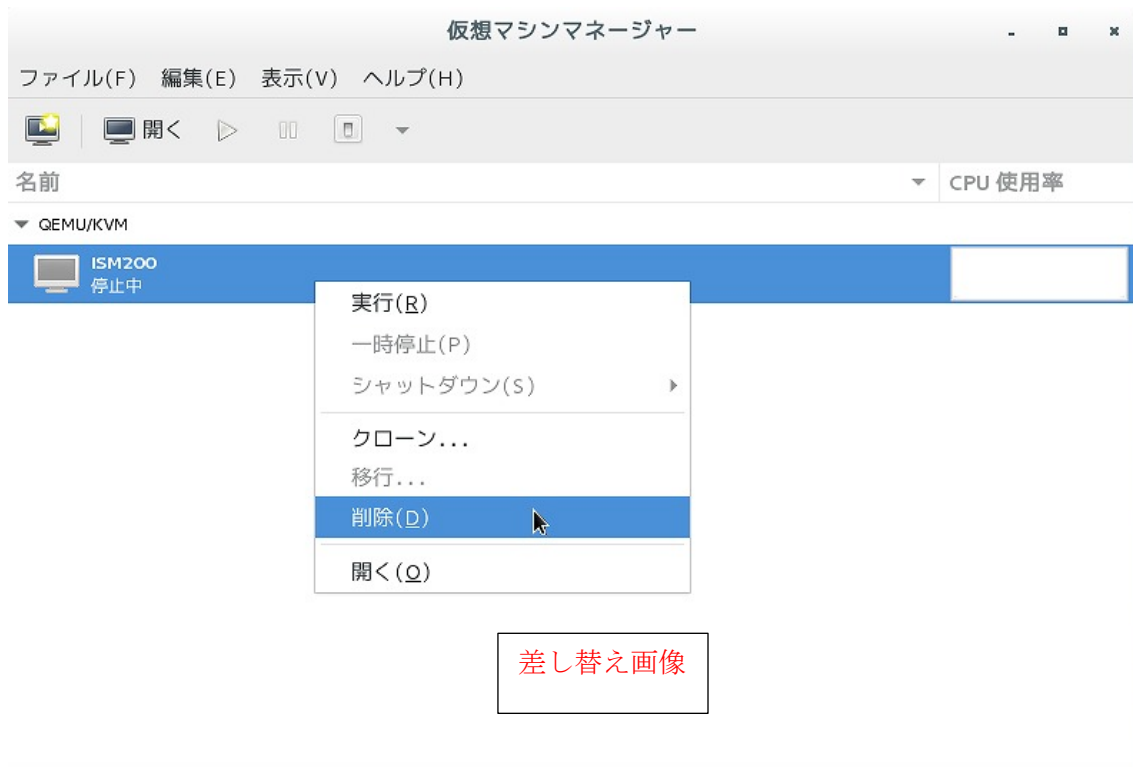 仮想マシンマネージャー
ファイル(F) 編集(E) 表示(V) ヘルプ(H)
開く
名前 CPU 使用率
QEMU/KVM
ISM200
停止中
実行(R)
一時停止(P)
シャットダウン(S)
クローン...
移行...
削除(D)
開く(O)
差し替え画像